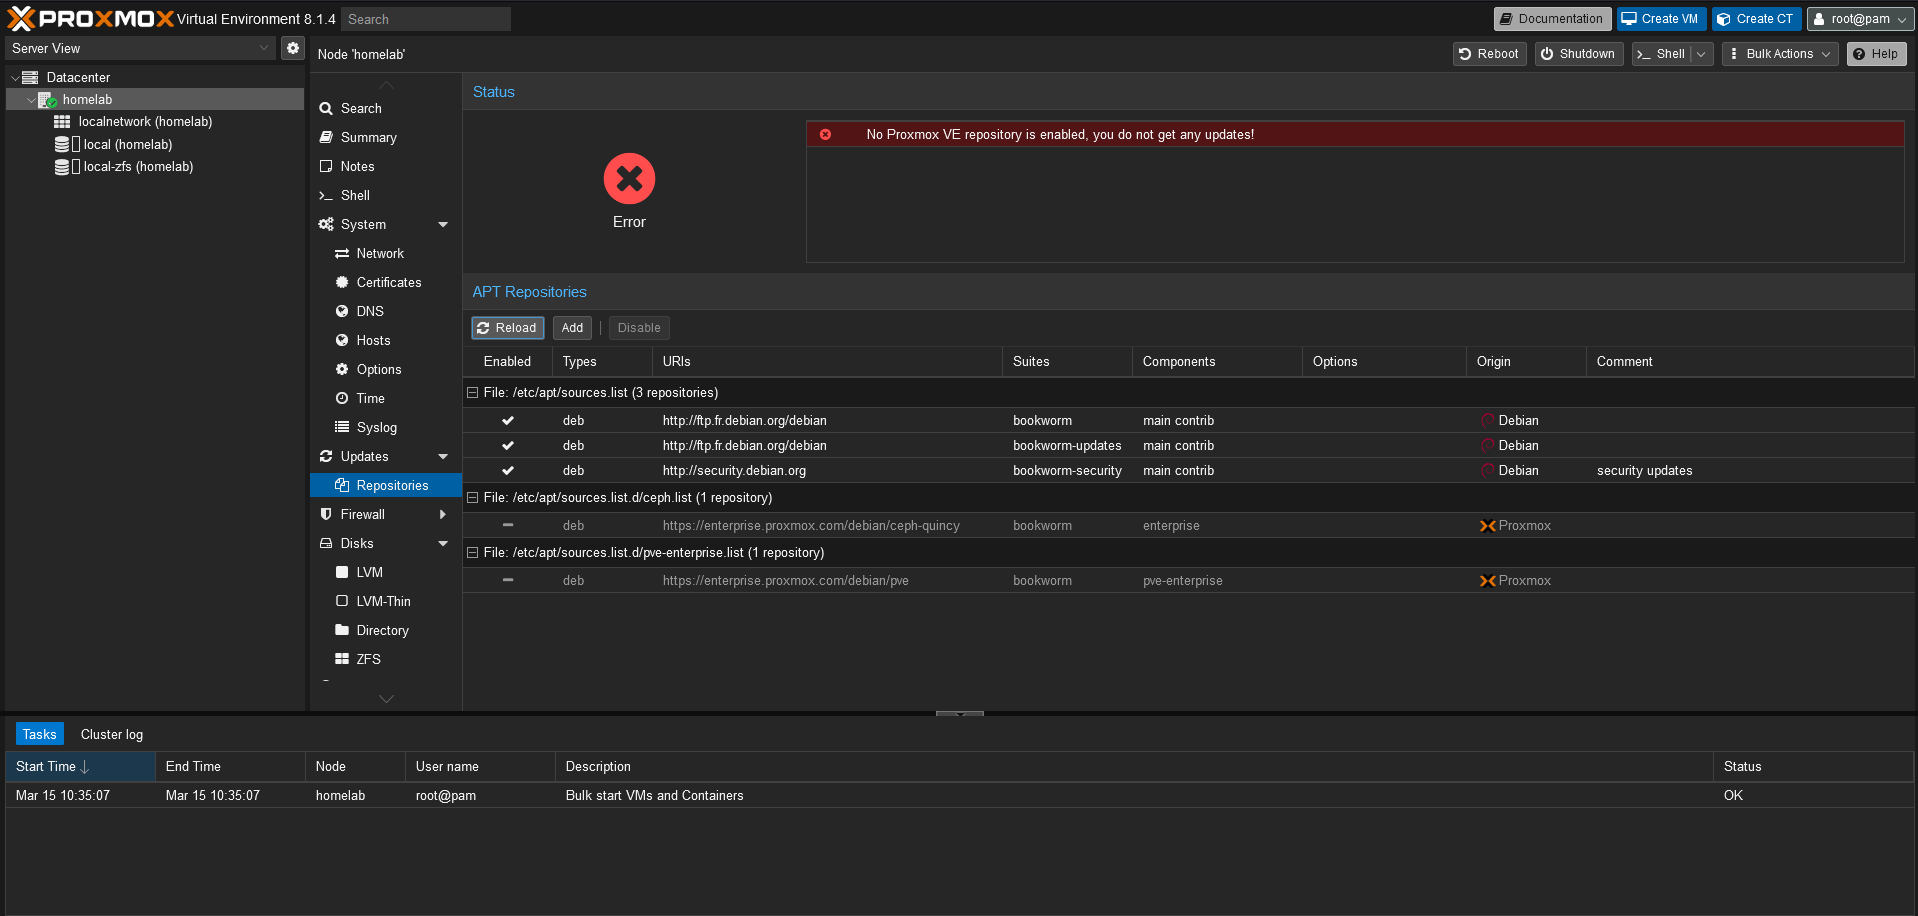 PROXMOX Virtual Environment 8.1.4 Search Documentation Create VM Create CT root@pam
Server View
Node 'homelab' Reboot Shutdown Shell Bulk Actions Help
Datacenter
homelab
localnetwork (homelab)
local (homelab)
local-zfs (homelab)
Search
Summary
Notes
Shell
System
Network
Certificates
DNS
Hosts
Options
Time
Syslog
Updates
Repositories
Firewall
Disks
LVM
LVM-Thin
Directory
ZFS
Status
Error
No Proxmox VE repository is enabled, you do not get any updates!
APT Repositories
Reload Add Disable
Enabled Types URIs Suites Components Options Origin Comment
File: /etc/apt/sources.list (3 repositories)
deb http://ftp.fr.debian.org/debian bookworm main contrib Debian
deb http://ftp.fr.debian.org/debian bookworm-updates main contrib Debian
deb http://security.debian.org bookworm-security main contrib Debian security updates
File: /etc/apt/sources.list.d/ceph.list (1 repository)
deb https://enterprise.proxmox.com/debian/ceph-quincy bookworm enterprise Proxmox
File: /etc/apt/sources.list.d/pve-enterprise.list (1 repository)
deb https://enterprise.proxmox.com/debian/pve bookworm pve-enterprise Proxmox
Tasks Cluster log
Start Time End Time Node User name Description Status
Mar 15 10:35:07 Mar 15 10:35:07 homelab root@pam Bulk start VMs and Containers OK